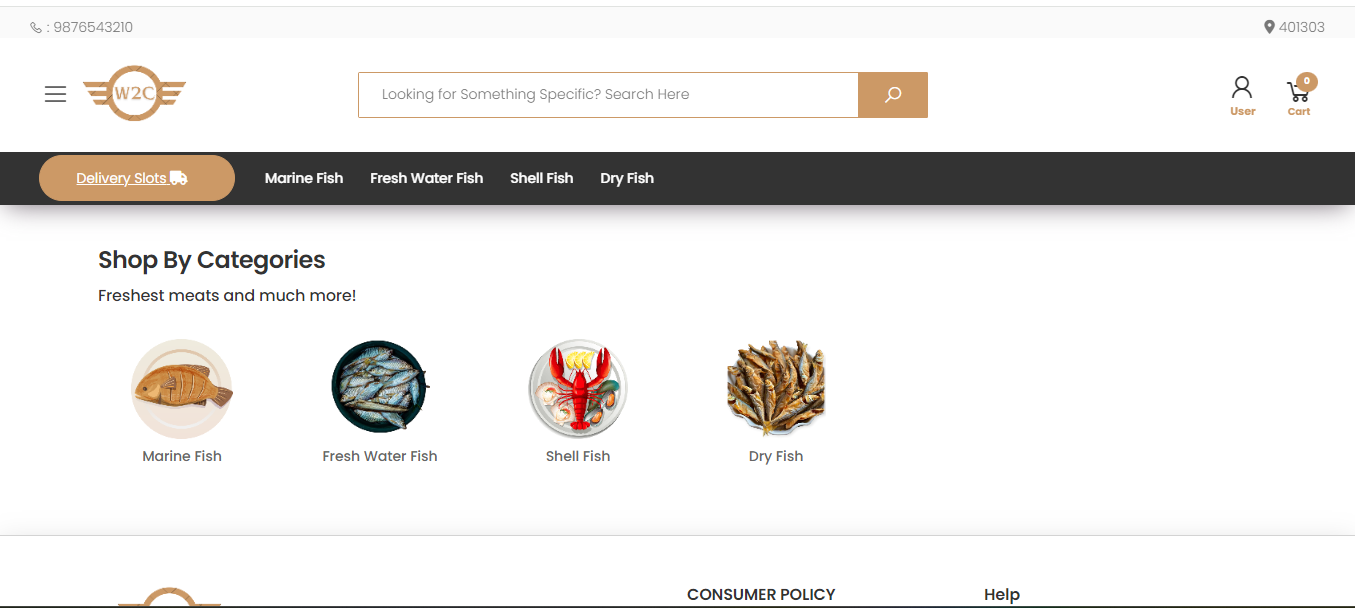 : 9876543210
401303
W2C
Looking for Something Specific? Search Here
User
0
Cart
Delivery Slots
Marine Fish
Fresh Water Fish
Shell Fish
Dry Fish
Shop By Categories
Freshest meats and much more!
Marine Fish
Fresh Water Fish
Shell Fish
Dry Fish
CONSUMER POLICY
Help